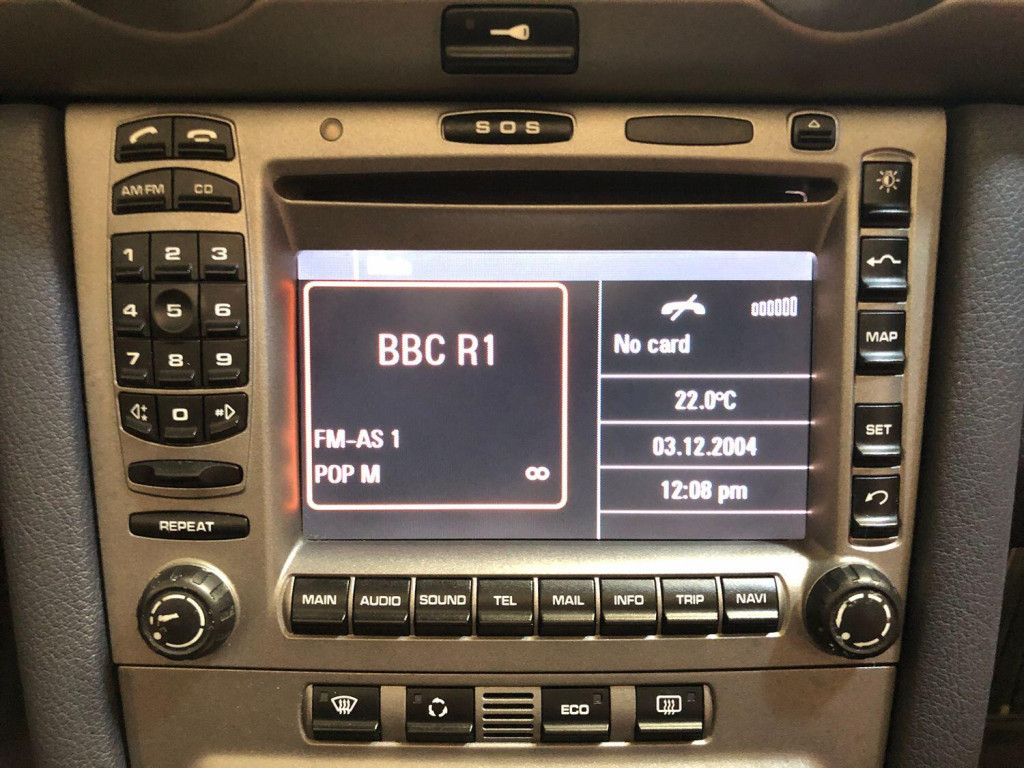 SOS
AM FM CD
1 2 3
4 5 6
7 8 9
* 0 #
REPEAT
BBC R1
FM-AS 1
POP M
No card
22.0°C
03.12.2004
12:08 pm
MAP
SET
MAIN AUDIO SOUND TEL MAIL INFO TRIP NAVI
ECO